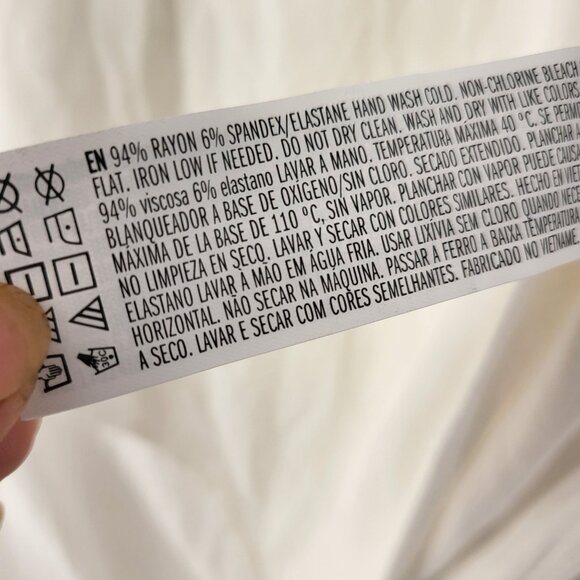 EN 94% RAYON 6% SPANDEX/ELASTANE HAND WASH COLD. NON-CHLORINE BLEACH
FLAT. IRON LOW IF NEEDED. DO NOT DRY CLEAN. WASH AND DRY WITH LIKE COLORS.
94% viscosa 6% elastano LAVAR A MANO. TEMPERATURA MÁXIMA 40 °C. SE PERM
BLANQUEADOR A BASE DE OXÍGENO/SIN CLORO. SECADO EXTENDIDO. PLANCHAR
MÁXIMA DE LA BASE DE 110 °C, SIN VAPOR. PLANCHAR CON VAPOR PUEDE CAUSA
NO LIMPIEZA EN SECO. LAVAR Y SECAR CON COLORES SIMILARES. HECHO EN VIETN
ELASTANO LAVAR À MÃO EM ÁGUA FRIA. USAR LIXÍVIA SEM CLORO QUANDO NECE
HORIZONTAL. NÃO SECAR NA MÁQUINA. PASSAR A FERRO A BAIXA TEMPERATURA
A SECO. LAVAR E SECAR COM CORES SEMELHANTES. FABRICADO NO VIETNAME
30C